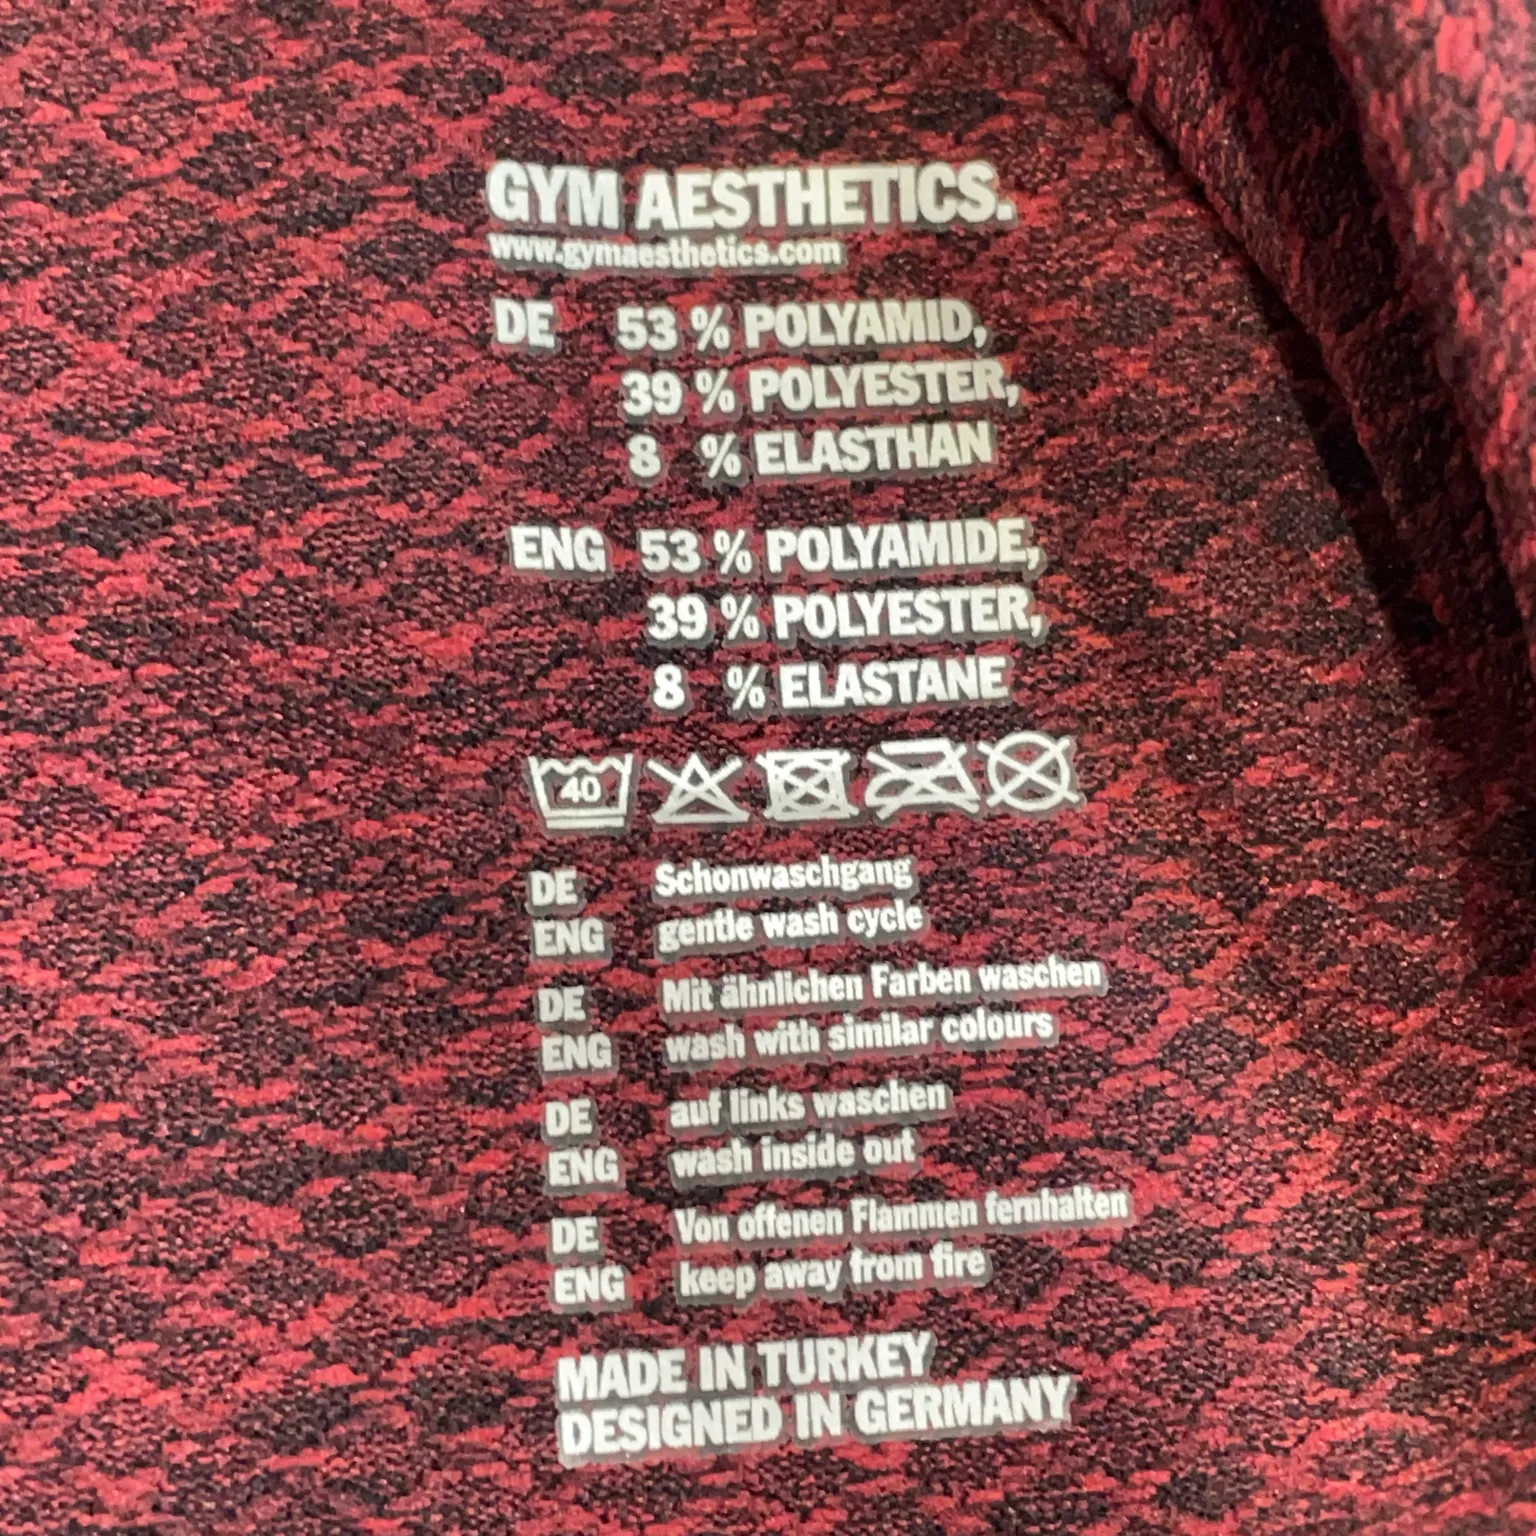 GYM AESTHETICS.
www.gymaesthetics.com
DE 53 % POLYAMID,
39 % POLYESTER,
8 % ELASTHAN
ENG 53 % POLYAMIDE,
39 % POLYESTER,
8 % ELASTANE
40
DE Schonwaschgang
ENG gentle wash cycle
DE Mit ähnlichen Farben waschen
ENG wash with similar colours
DE auf links waschen
ENG wash inside out
DE Von offenen Flammen fernhalten
ENG keep away from fire
MADE IN TURKEY
DESIGNED IN GERMANY